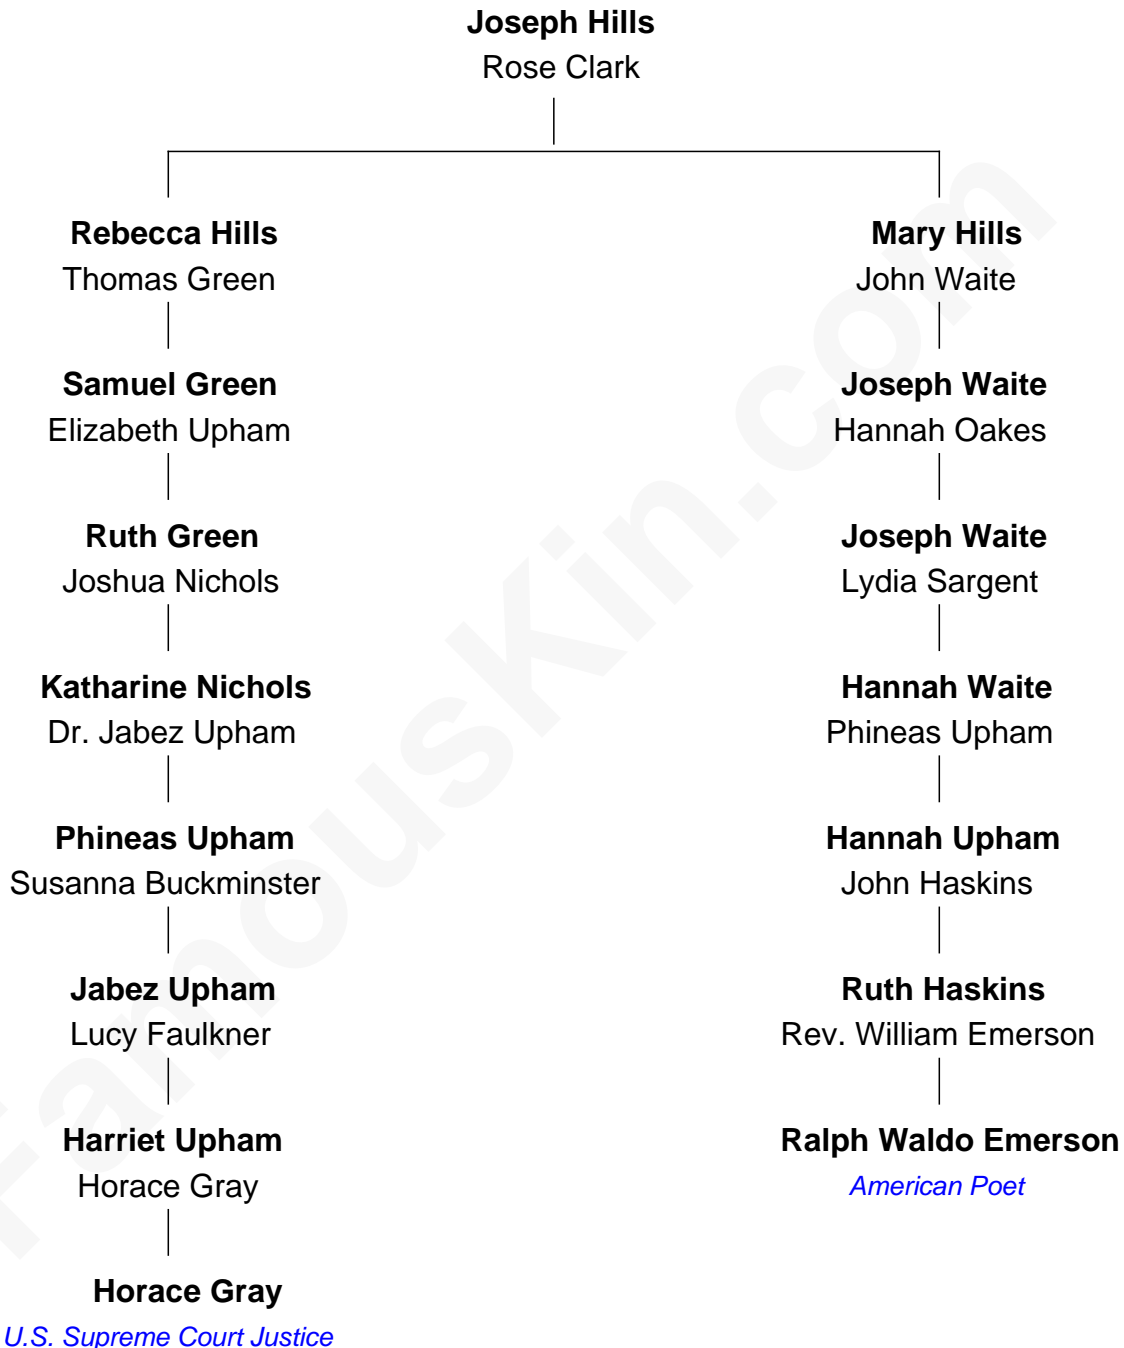 Joseph Hills
Rose Clark
Rebecca Hills
Thomas Green
Samuel Green
Elizabeth Upham
Ruth Green
Joshua Nichols
Katharine Nichols
Dr. Jabez Upham
Phineas Upham
Susanna Buckminster
Jabez Upham
Lucy Faulkner
Harriet Upham
Horace Gray
Horace Gray
U.S. Supreme Court Justice
Mary Hills
John Waite
Joseph Waite
Hannah Oakes
Joseph Waite
Lydia Sargent
Hannah Waite
Phineas Upham
Hannah Upham
John Haskins
Ruth Haskins
Rev. William Emerson
Ralph Waldo Emerson
American Poet
FamousKin.com